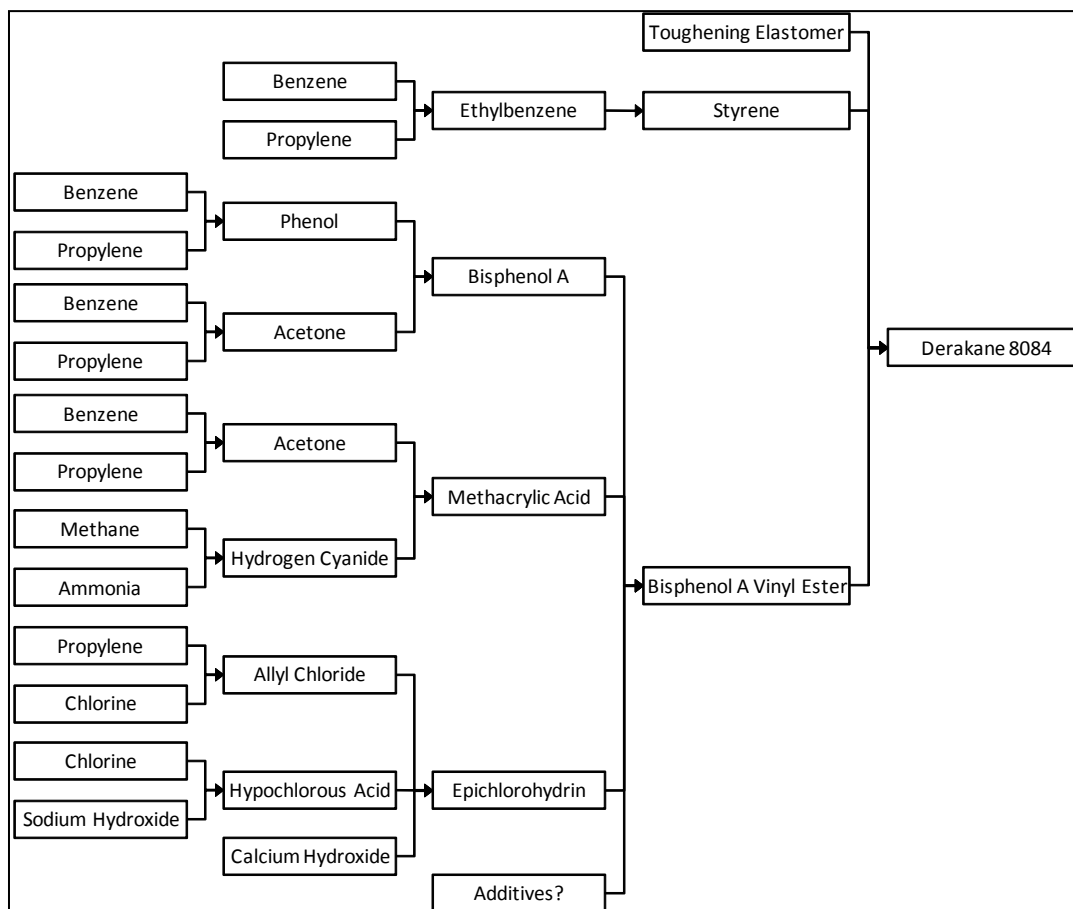 Toughening Elastomer
Benzene
Ethylbenzene
Styrene
Propylene
Benzene
Phenol
Propylene
Bisphenol A
Benzene
Acetone
Propylene
Derakane 8084
Benzene
Acetone
Propylene
Methacrylic Acid
Methane
Hydrogen Cyanide
Ammonia
Bisphenol A Vinyl Ester
Propylene
Allyl Chloride
Chlorine
Chlorine
Hypochlorous Acid
Epichlorohydrin
Sodium Hydroxide
Calcium Hydroxide
Additives?